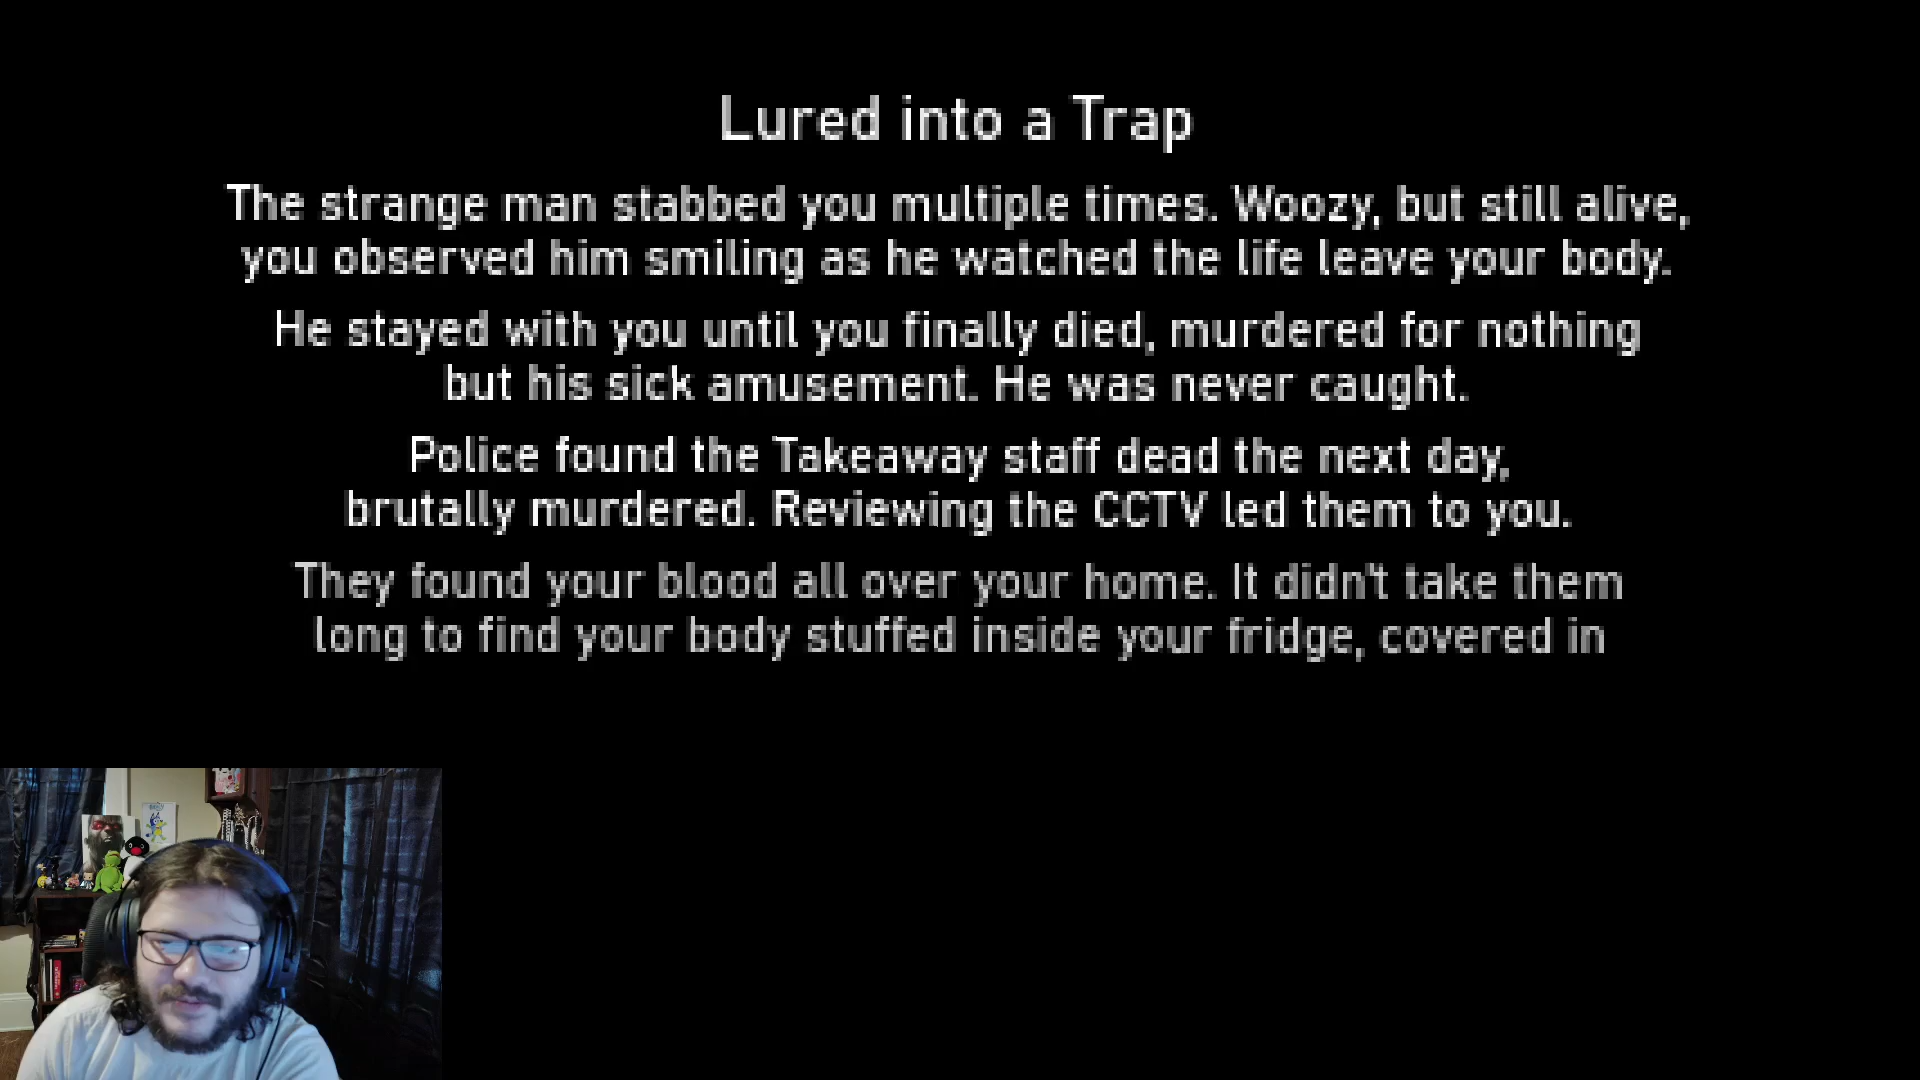 Lured into a Trap
The strange man stabbed you multiple times. Woozy, but still alive,
you observed him smiling as he watched the life leave your body.
He stayed with you until you finally died, murdered for nothing
but his sick amusement. He was never caught.
Police found the Takeaway staff dead the next day,
brutally murdered. Reviewing the CCTV led them to you.
They found your blood all over your home. It didn't take them
long to find your body stuffed inside your fridge, covered in